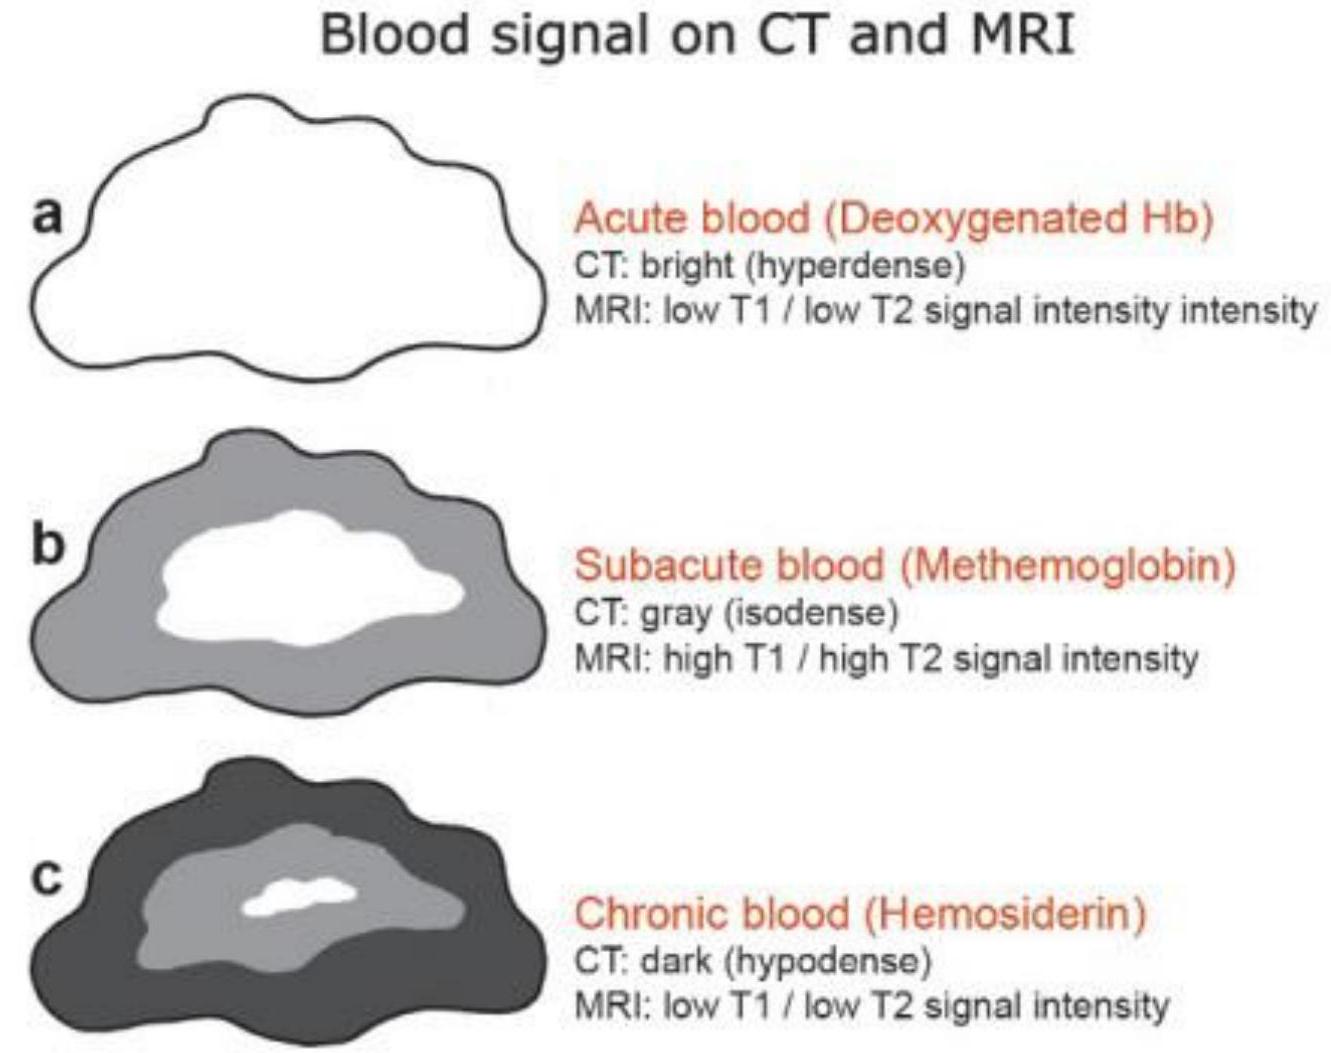 Blood signal on CT and MRI
a
Acute blood (Deoxygenated Hb)
CT: bright (hyperdense)
MRI: low T1 / low T2 signal intensity intensity
b
Subacute blood (Methemoglobin)
CT: gray (isodense)
MRI: high T1 / high T2 signal intensity
c
Chronic blood (Hemosiderin)
CT: dark (hypodense)
MRI: low T1 / low T2 signal intensity